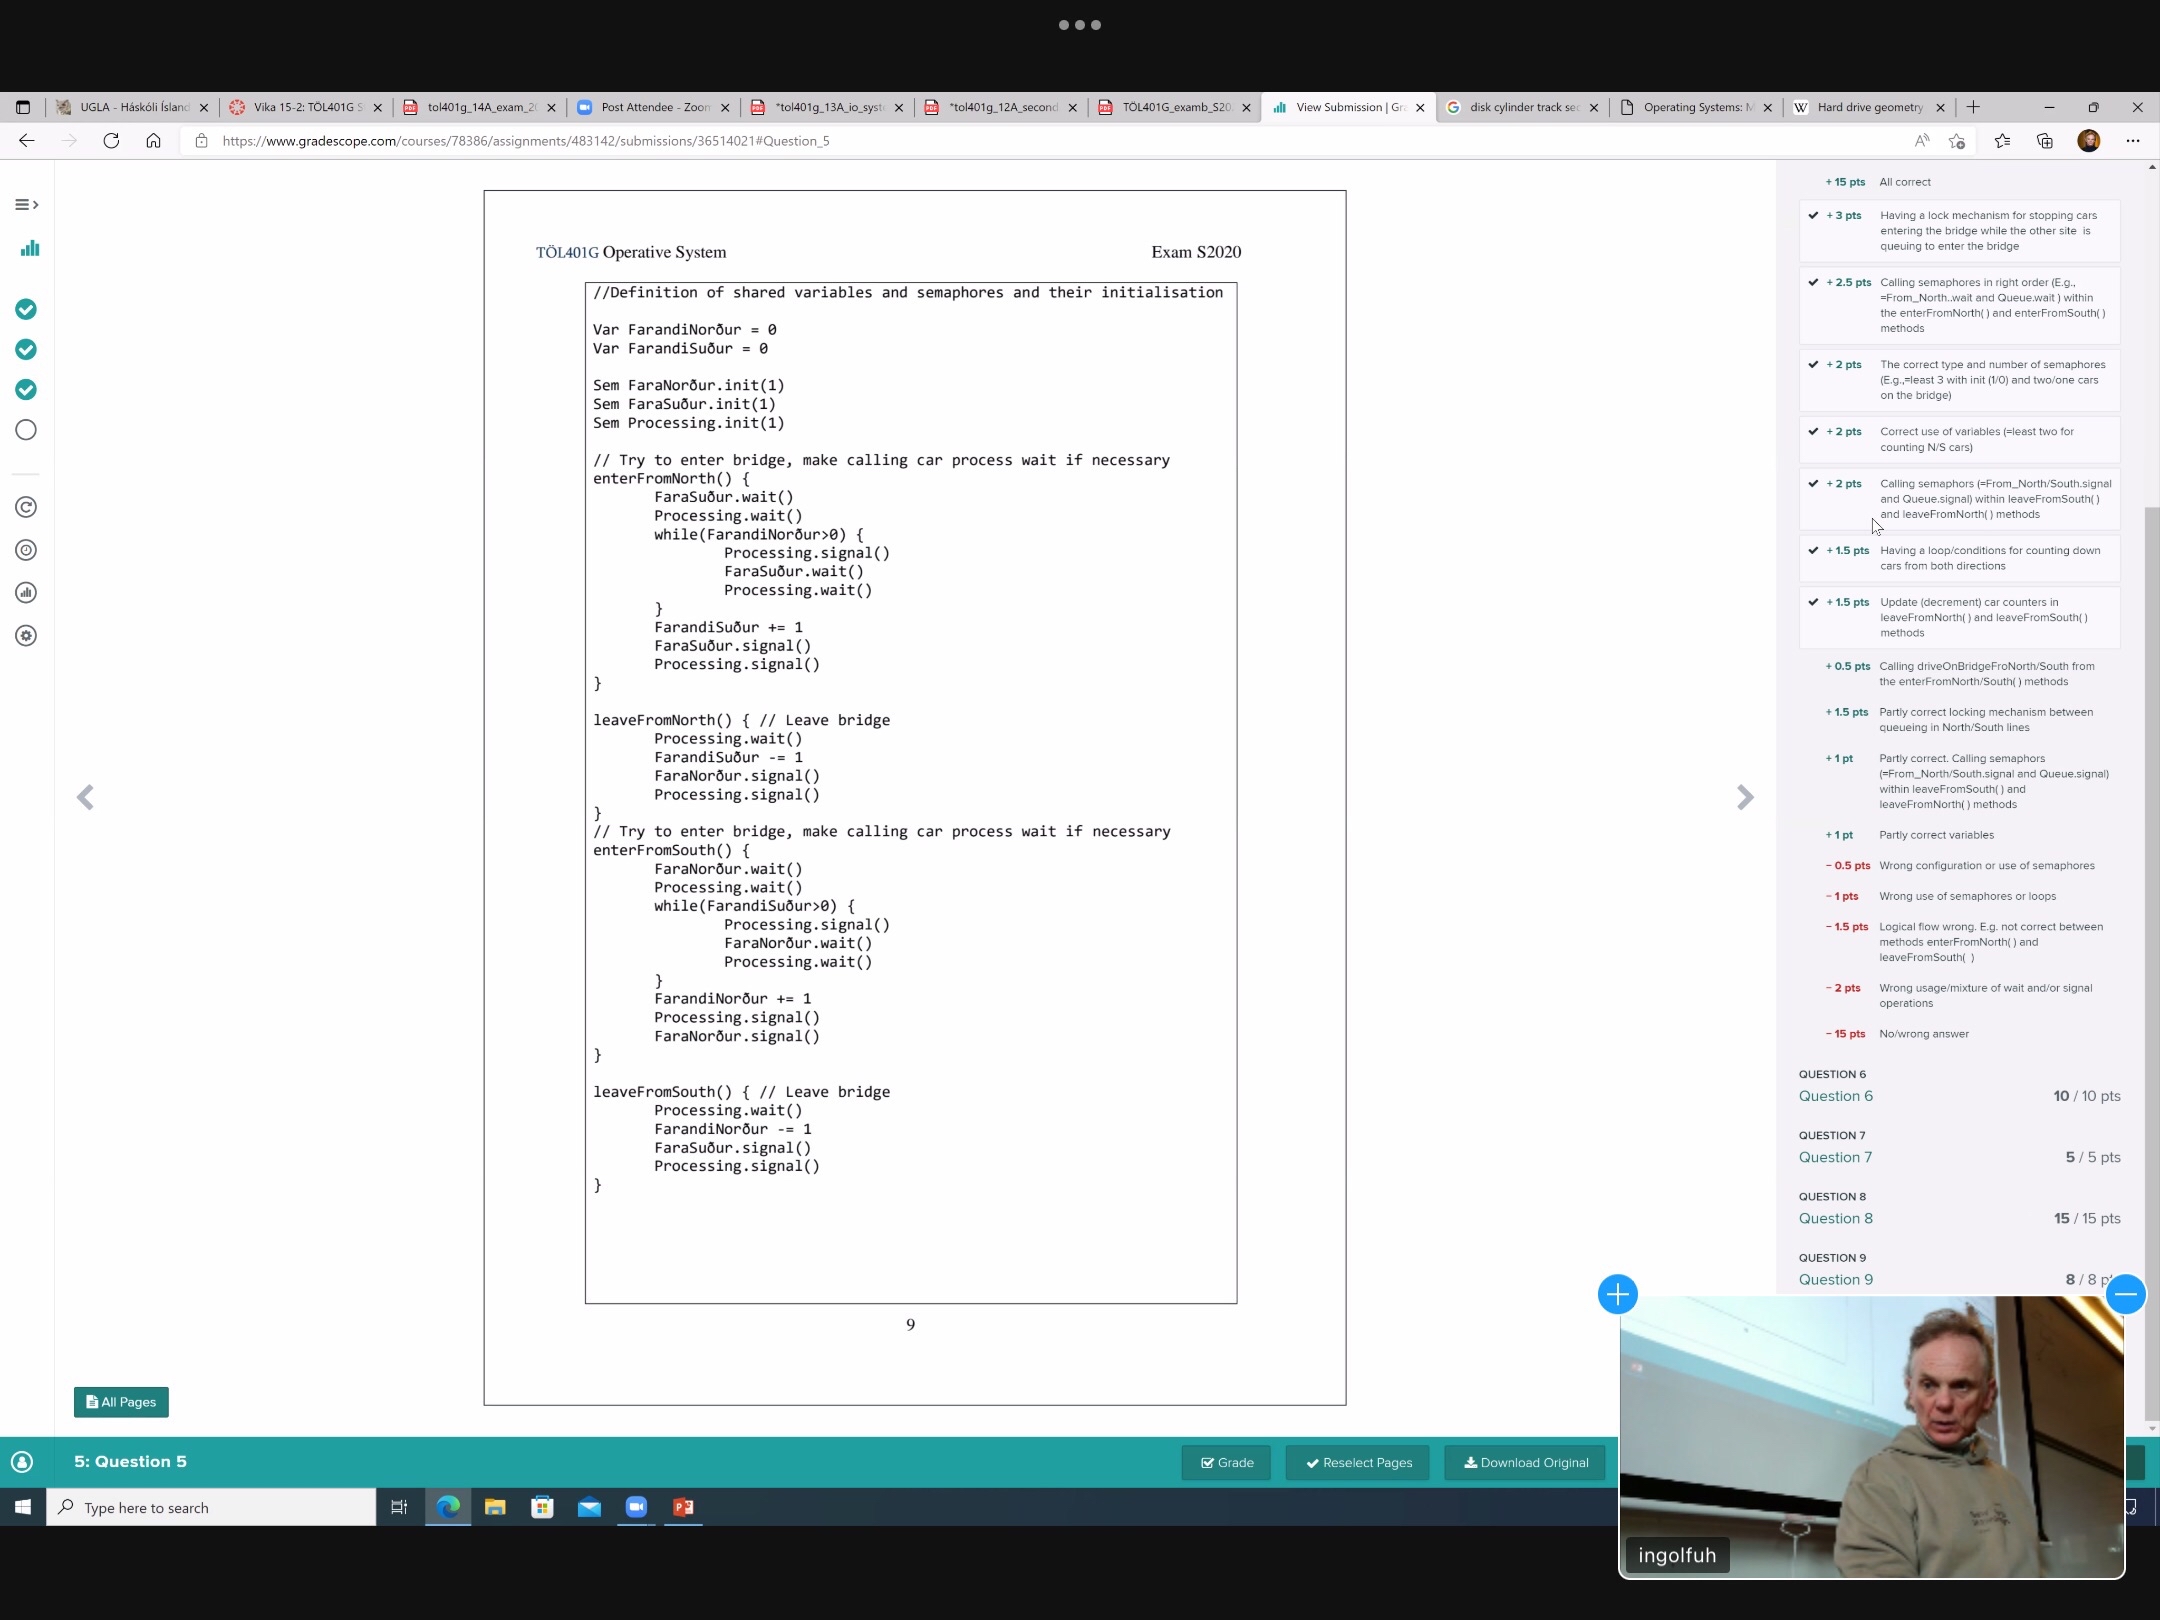 UGLA - Háskóli Ísland
Vika 15-2: TÖL401G S
tol401g_14A_exam_20
Post Attendee - Zoom
*tol401g_13A_io_syste
*tol401g_12A_second
TÖL401G_examb_S20
View Submission | Gr
disk cylinder track sec
Operating Systems: M
Hard drive geometry
https://www.gradescope.com/courses/78386/assignments/483142/submissions/36514021#Question_5
TÖL401G Operative System
Exam S2020
//Definition of shared variables and semaphores and their initialisation
Var FarandiNorður = 0
Var FarandiSuður = 0
Sem FaraNorður.init(1)
Sem FaraSuður.init(1)
Sem Processing.init(1)
// Try to enter bridge, make calling car process wait if necessary
enterFromNorth() {
FaraSuður.wait()
Processing.wait()
while(FarandiNorður>0) {
Processing.signal()
FaraSuður.wait()
Processing.wait()
}
FarandiSuður += 1
FaraSuður.signal()
Processing.signal()
}
leaveFromNorth() { // Leave bridge
Processing.wait()
FarandiSuður -= 1
FaraNorður.signal()
Processing.signal()
}
// Try to enter bridge, make calling car process wait if necessary
enterFromSouth() {
FaraNorður.wait()
Processing.wait()
while(FarandiSuður>0) {
Processing.signal()
FaraNorður.wait()
Processing.wait()
}
FarandiNorður += 1
Processing.signal()
FaraNorður.signal()
}
leaveFromSouth() { // Leave bridge
Processing.wait()
FarandiNorður -= 1
FaraSuður.signal()
Processing.signal()
}
9
+ 15 pts All correct
+ 3 pts Having a lock mechanism for stopping cars
entering the bridge while the other site is
queuing to enter the bridge
+ 2.5 pts Calling semaphores in right order (E.g.,
=From_North..wait and Queue.wait ) within
the enterFromNorth( ) and enterFromSouth( )
methods
+ 2 pts The correct type and number of semaphores
(E.g.,=least 3 with init (1/0) and two/one cars
on the bridge)
+ 2 pts Correct use of variables (=least two for
counting N/S cars)
+ 2 pts Calling semaphors (=From_North/South.signal
and Queue.signal) within leaveFromSouth( )
and leaveFromNorth( ) methods
+ 1.5 pts Having a loop/conditions for counting down
cars from both directions
+ 1.5 pts Update (decrement) car counters in
leaveFromNorth( ) and leaveFromSouth( )
methods
+ 0.5 pts Calling driveOnBridgeFroNorth/South from
the enterFromNorth/South( ) methods
+ 1.5 pts Partly correct locking mechanism between
queueing in North/South lines
+ 1 pt Partly correct. Calling semaphors
(=From_North/South.signal and Queue.signal)
within leaveFromSouth( ) and
leaveFromNorth( ) methods
+ 1 pt Partly correct variables
- 0.5 pts Wrong configuration or use of semaphores
- 1 pts Wrong use of semaphores or loops
- 1.5 pts Logical flow wrong. E.g. not correct between
methods enterFromNorth( ) and
leaveFromSouth( )
- 2 pts Wrong usage/mixture of wait and/or signal
operations
- 15 pts No/wrong answer
QUESTION 6
Question 6 10 / 10 pts
QUESTION 7
Question 7 5 / 5 pts
QUESTION 8
Question 8 15 / 15 pts
QUESTION 9
Question 9 8 / 8 pt
All Pages
5: Question 5
Grade
Reselect Pages
Download Original
Type here to search
ingolfuh